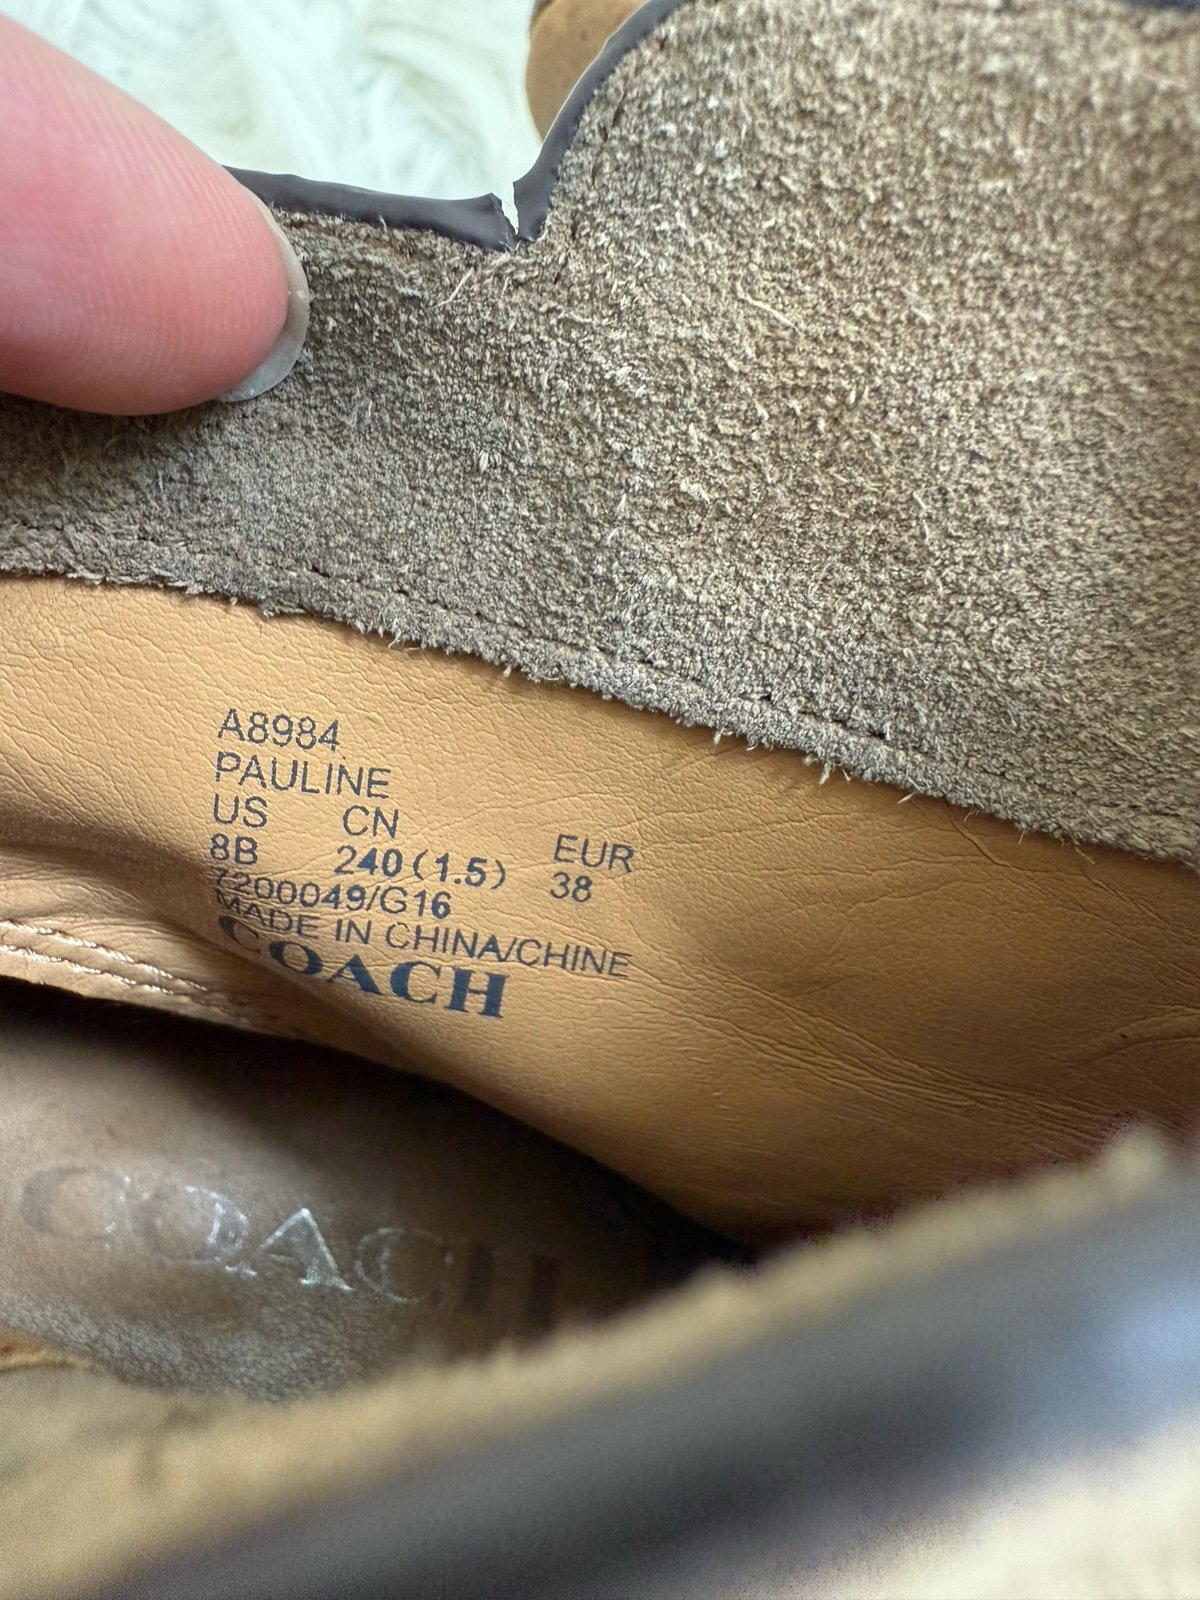 A8984
PAULINE
US CN EUR
8B 240(1.5) 38
7200049/G16
MADE IN CHINA/CHINE
COACH
COACH